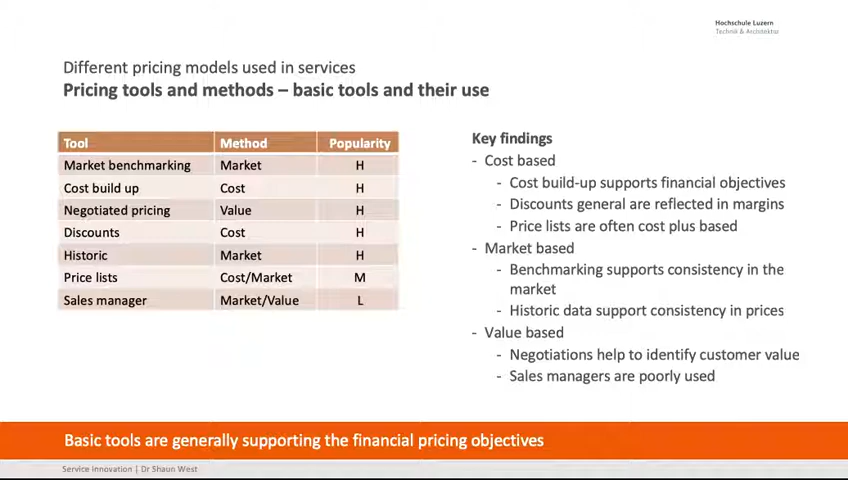 Hochschule Luzern
Technik & Architektur
Different pricing models used in services
Pricing tools and methods – basic tools and their use
Tool Method Popularity
Market benchmarking Market H
Cost build up Cost H
Negotiated pricing Value H
Discounts Cost H
Historic Market H
Price lists Cost/Market M
Sales manager Market/Value L
Key findings
- Cost based
- Cost build-up supports financial objectives
- Discounts general are reflected in margins
- Price lists are often cost plus based
- Market based
- Benchmarking supports consistency in the
market
- Historic data support consistency in prices
- Value based
- Negotiations help to identify customer value
- Sales managers are poorly used
Basic tools are generally supporting the financial pricing objectives
Service Innovation | Dr Shaun West